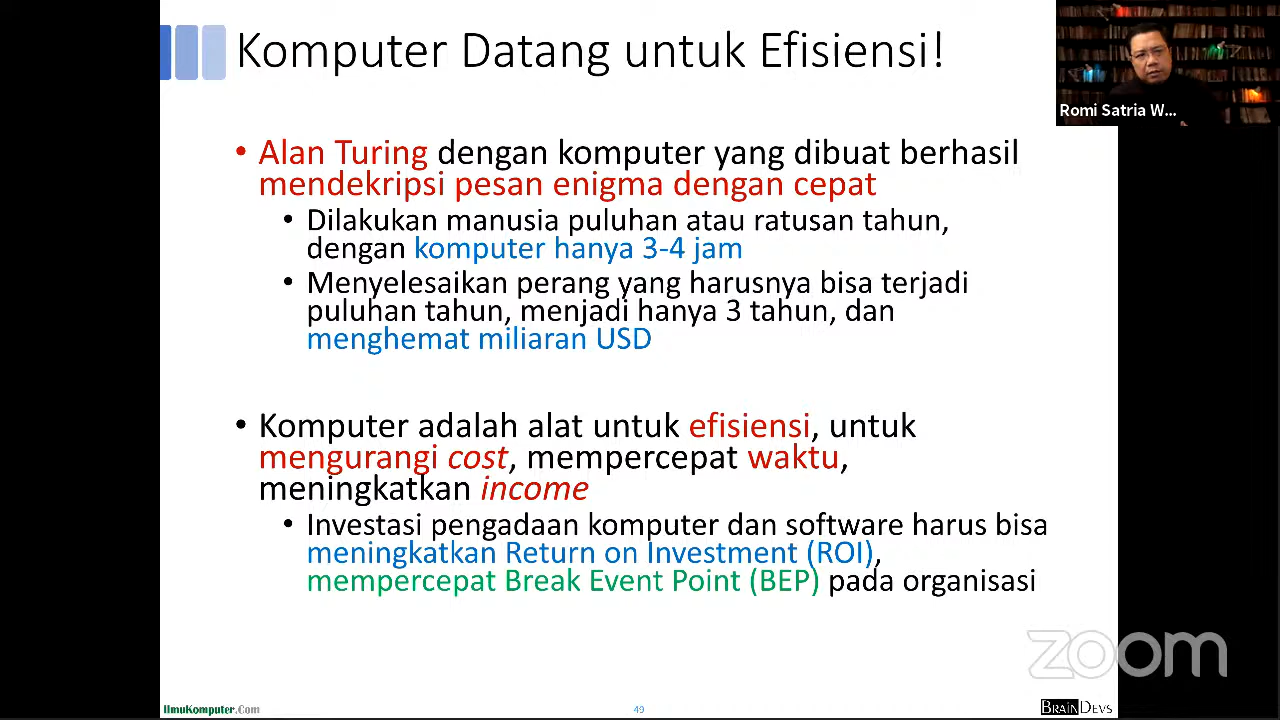 Komputer Datang untuk Efisiensi!
Romi Satria W...
• Alan Turing dengan komputer yang dibuat berhasil
mendekripsi pesan enigma dengan cepat
• Dilakukan manusia puluhan atau ratusan tahun,
dengan komputer hanya 3-4 jam
• Menyelesaikan perang yang harusnya bisa terjadi
puluhan tahun, menjadi hanya 3 tahun, dan
menghemat miliaran USD
• Komputer adalah alat untuk efisiensi, untuk
mengurangi cost, mempercepat waktu,
meningkatkan income
• Investasi pengadaan komputer dan software harus bisa
meningkatkan Return on Investment (ROI),
mempercepat Break Event Point (BEP) pada organisasi
zoom
IlmuKomputer.Com
49
BRAINDEVS